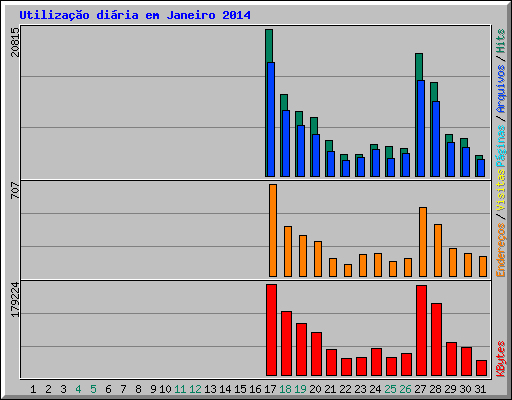 Utilização diária em Janeiro 2014
20815
707
179224
Endereços / Visitas Páginas / Arquivos / Hits
KBytes
1 2 3 4 5 6 7 8 9 10 11 12 13 14 15 16 17 18 19 20 21 22 23 24 25 26 27 28 29 30 31